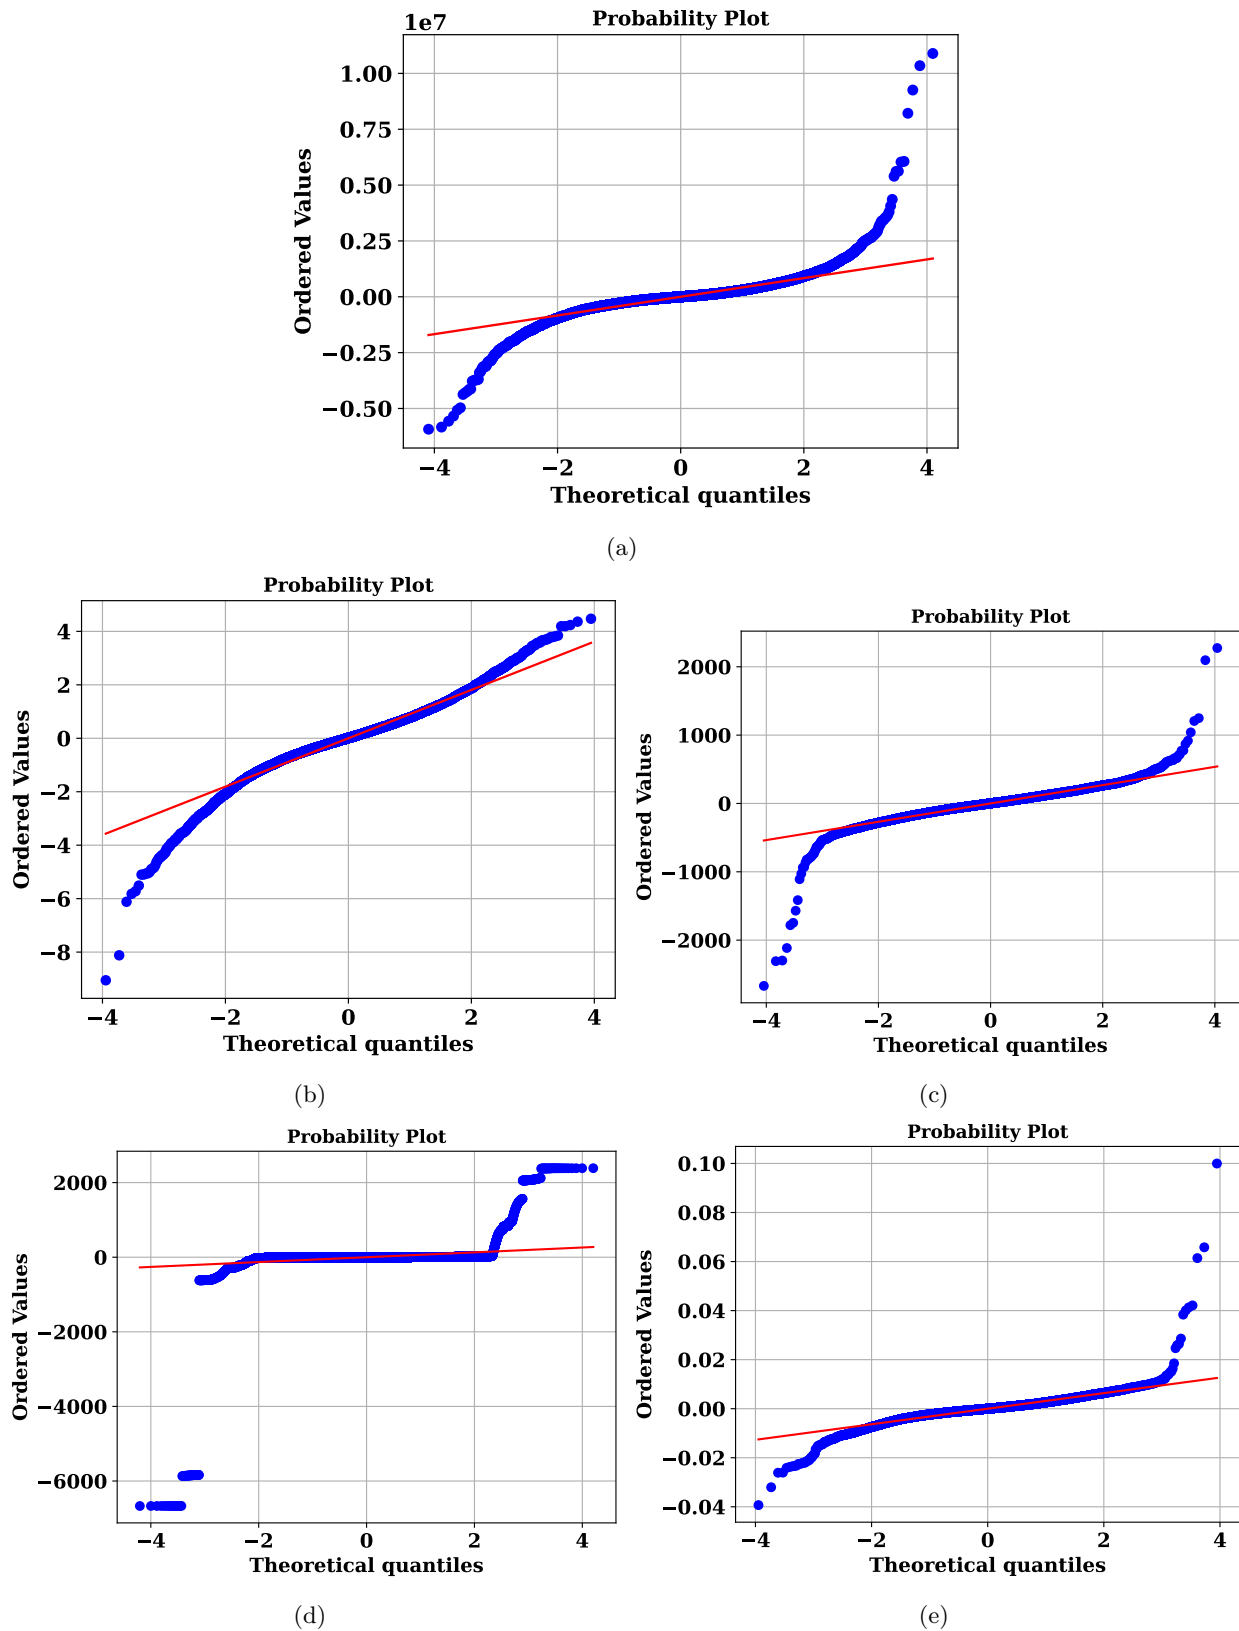 Probability Plot
1e7
1.00
0.75
0.50
0.25
0.00
−0.25
−0.50
Ordered Values
−4 −2 0 2 4
Theoretical quantiles
(a)
Probability Plot
4
2
0
−2
−4
−6
−8
Ordered Values
−4 −2 0 2 4
Theoretical quantiles
(b)
Probability Plot
2000
1000
0
−1000
−2000
Ordered Values
−4 −2 0 2 4
Theoretical quantiles
(c)
Probability Plot
2000
0
−2000
−4000
−6000
Ordered Values
−4 −2 0 2 4
Theoretical quantiles
(d)
Probability Plot
0.10
0.08
0.06
0.04
0.02
0.00
−0.02
−0.04
Ordered Values
−4 −2 0 2 4
Theoretical quantiles
(e)